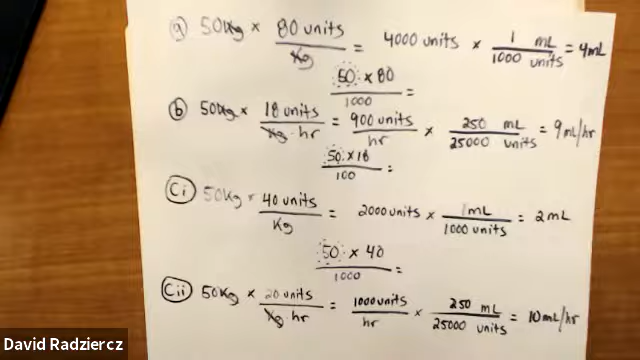 a) 50kg × 80 units/kg = 4000 units × 1 mL/1000 units = 4mL
50 × 80/1000 =
b) 50kg × 18 units/kg·hr = 900 units/hr × 250 mL/25000 units = 9mL/hr
50 × 18/100 =
Ci) 50Kg × 40 units/Kg = 2000 units × 1mL/1000 units = 2mL
50 × 40/1000 =
Cii) 50Kg × 20 units/kg·hr = 1000 units/hr × 250 mL/25000 units = 10mL/hr
David Radziercz